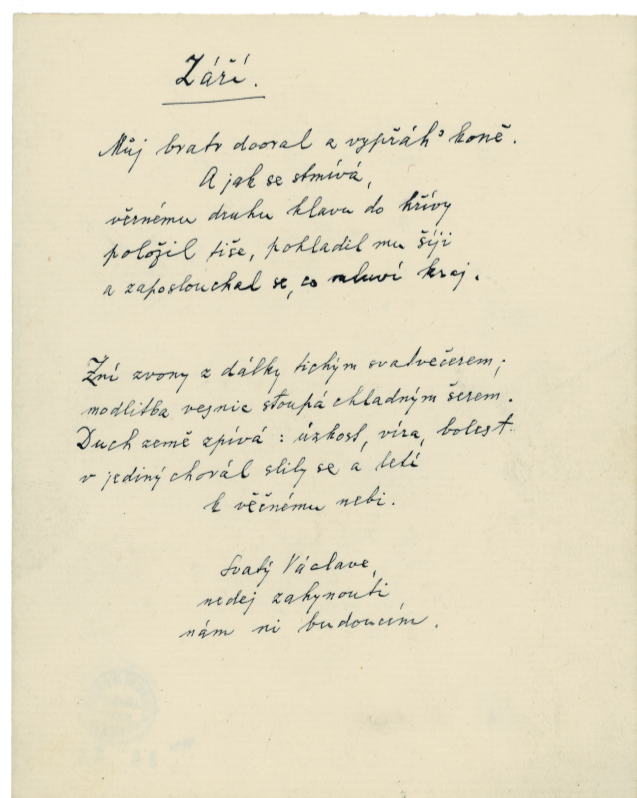 Září.
Můj bratr dooral a vypřáh' koně.
A jak se stmívá,
věrnému druhu hlavu do hřívy
položil tiše, pohladil mu šíji
a zaposlouchal se, co mluví kraj.
Zní zvony z dálky tichým svatvečerem;
modlitba vesnic stoupá chladným šerem.
Duch země zpívá: úzkost, víra, bolest
v jediný chorál slily se a letí
k věčnému nebi.
Svatý Václave,
nedej zahynouti
nám ni budoucím.